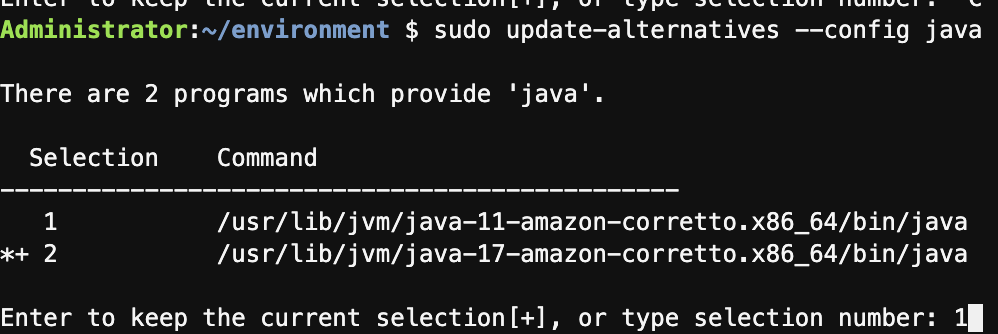 Enter to keep the current selection[+], or type selection number: ^C
Administrator:~/environment $ sudo update-alternatives --config java
There are 2 programs which provide 'java'.
Selection Command
-----------------------------------------------
1 /usr/lib/jvm/java-11-amazon-corretto.x86_64/bin/java
*+ 2 /usr/lib/jvm/java-17-amazon-corretto.x86_64/bin/java
Enter to keep the current selection[+], or type selection number: 1